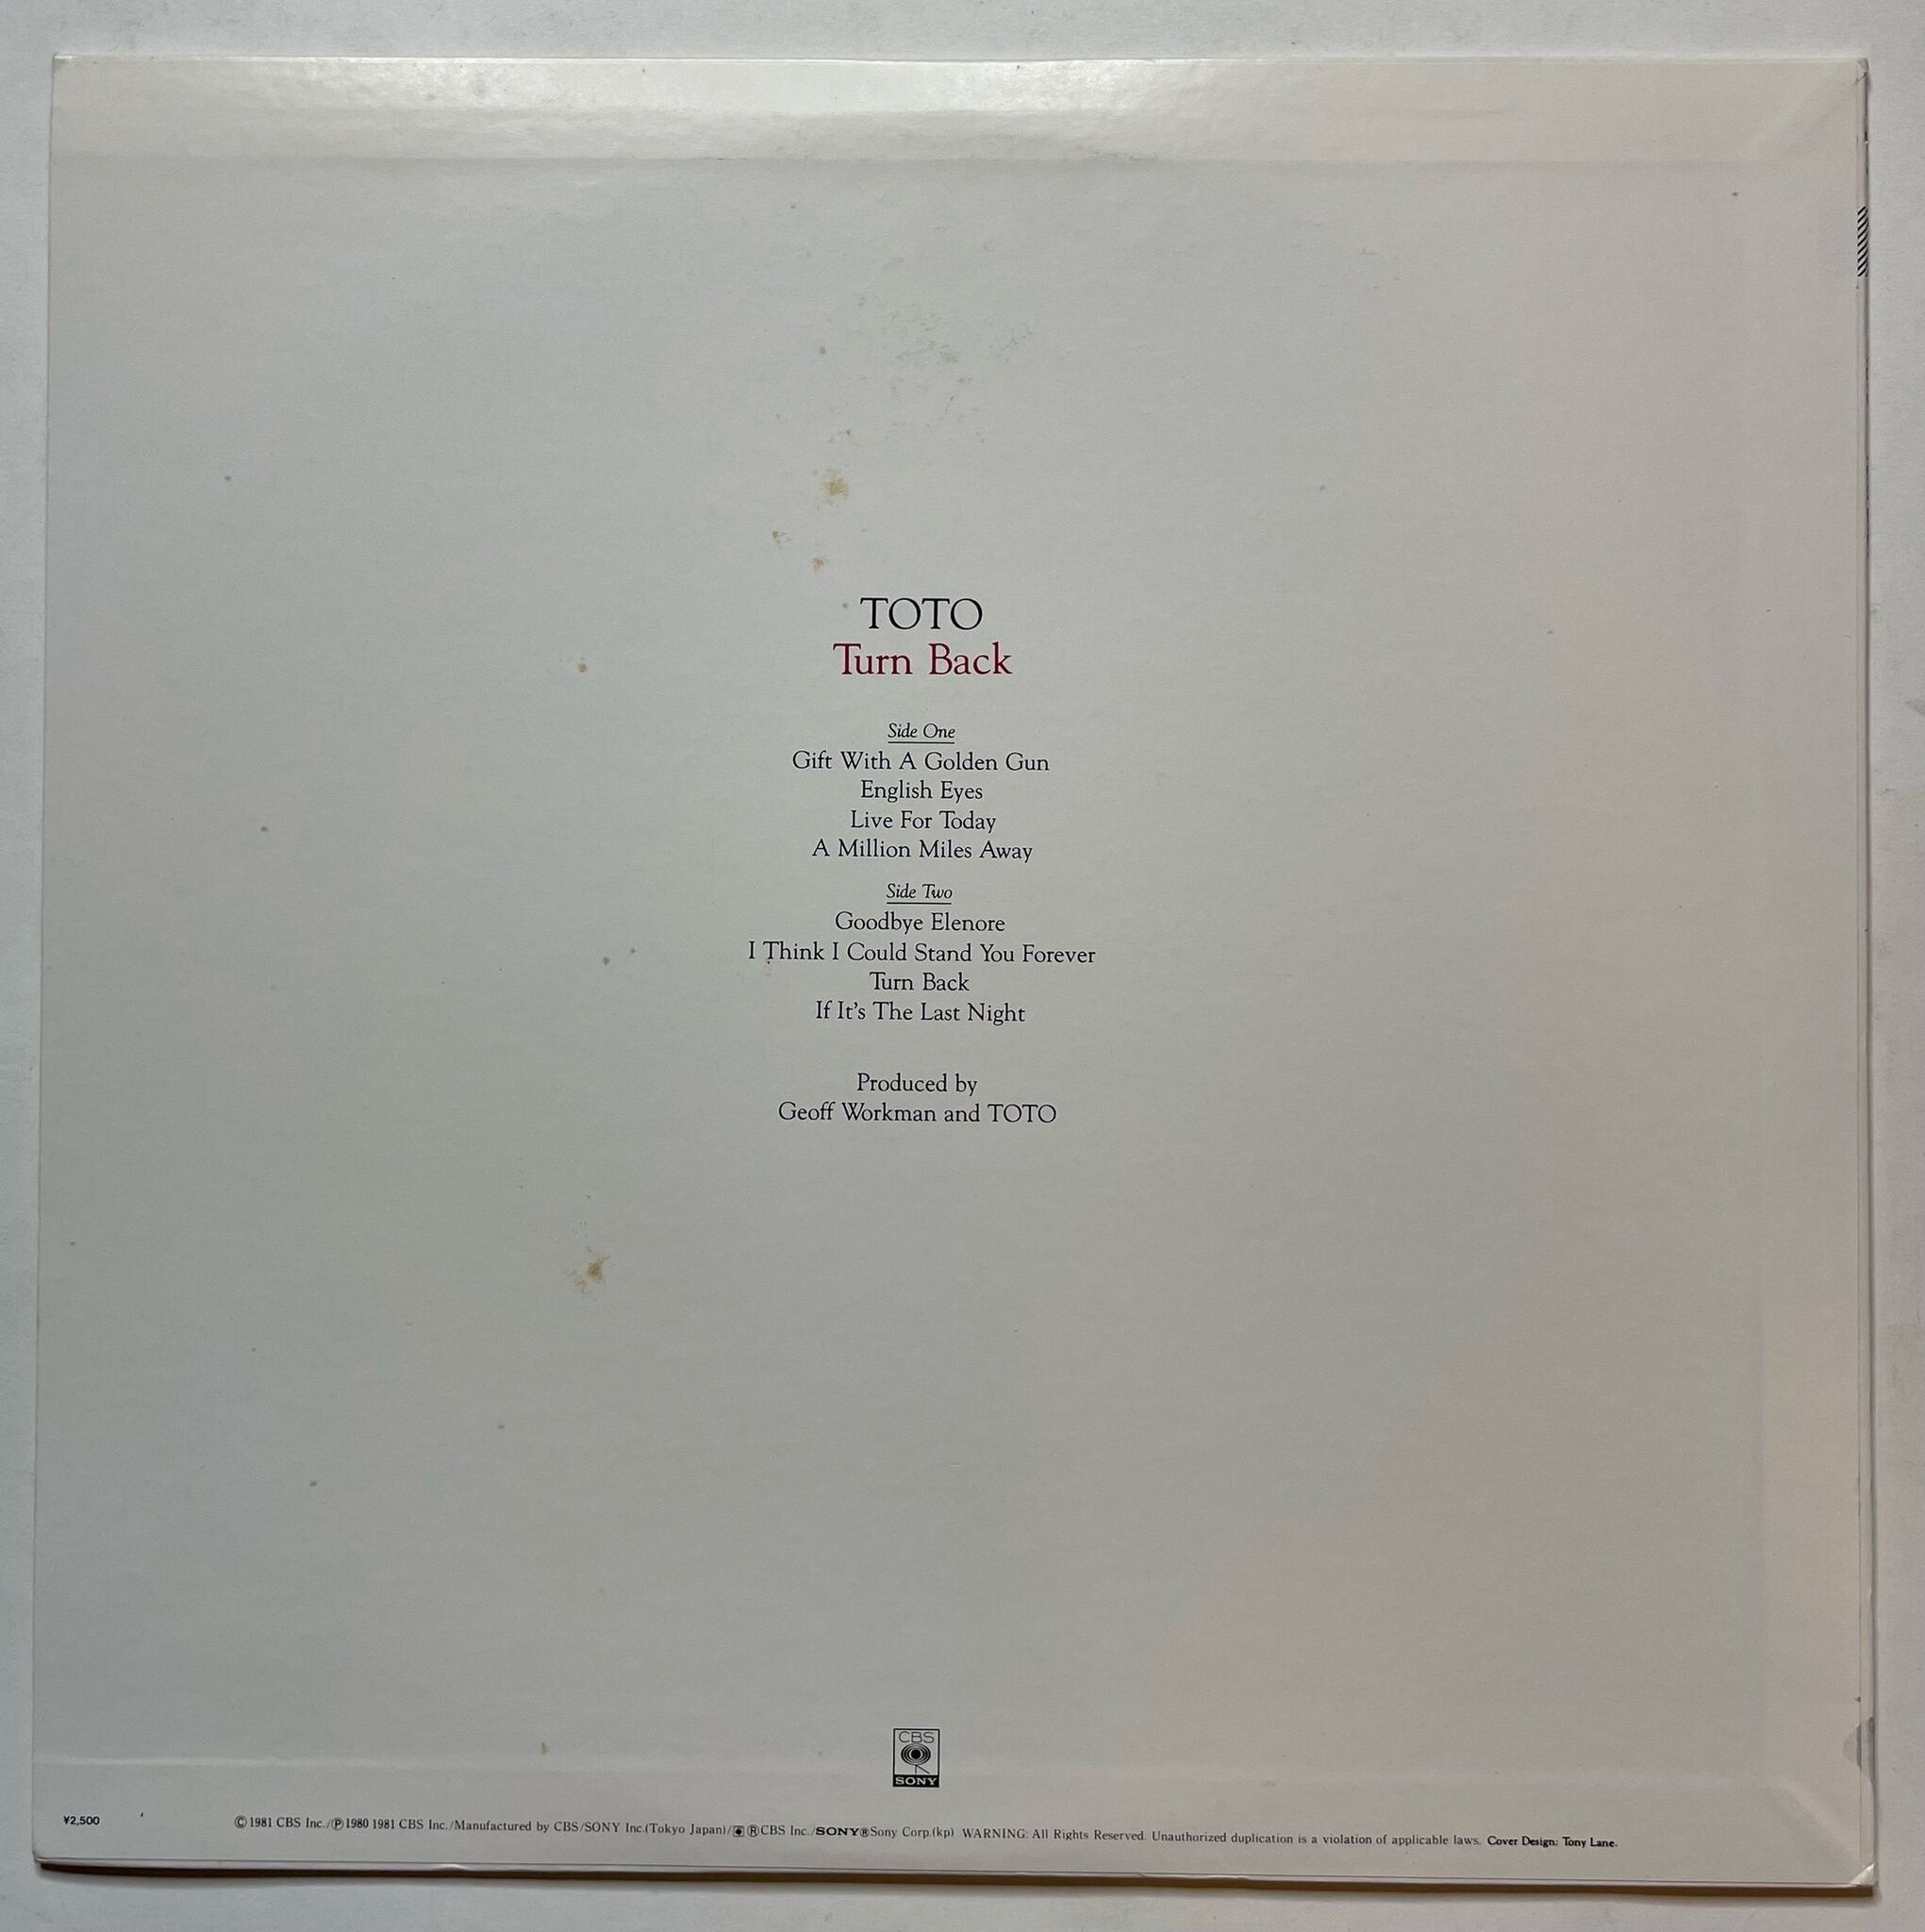 TOTO
Turn Back
Side One
Gift With A Golden Gun
English Eyes
Live For Today
A Million Miles Away
Side Two
Goodbye Elenore
I Think I Could Stand You Forever
Turn Back
If It's The Last Night
Produced by
Geoff Workman and TOTO
CBS
SONY
¥2,500
Ⓒ1981 CBS Inc./Ⓟ1980 1981 CBS Inc./Manufactured by CBS/SONY Inc.(Tokyo Japan)/ ⓇCBS Inc./SONY®Sony Corp.(kp) WARNING: All Rights Reserved. Unauthorized duplication is a violation of applicable laws. Cover Design: Tony Lane.